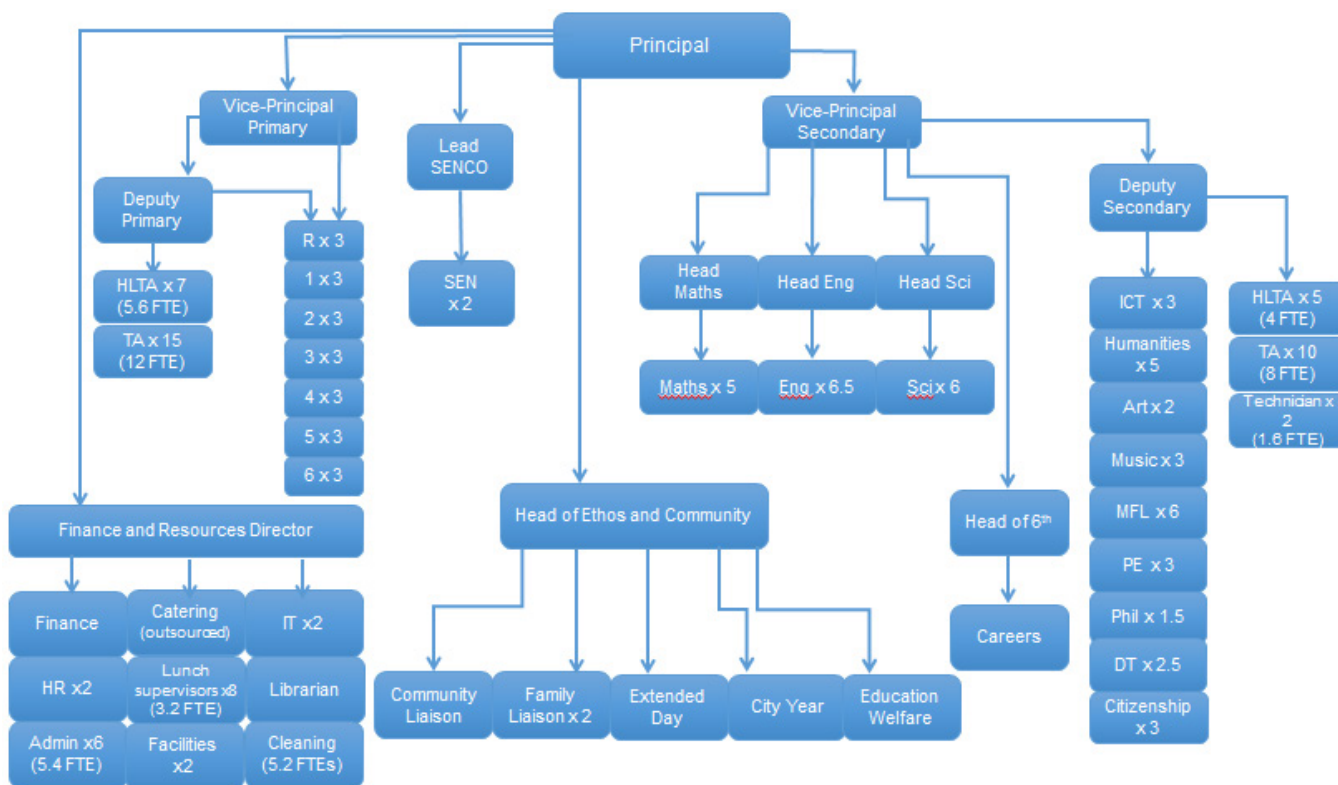 Principal
Vice-Principal
Primary
Vice-Principal
Secondary
Lead
SENCO
Deputy
Primary
Deputy
Secondary
R x 3
1 x 3
2 x 3
3 x 3
4 x 3
5 x 3
6 x 3
HLTA x 7
(5.6 FTE)
TA x 15
(12 FTE)
SEN
x 2
Head
Maths
Head Eng
Head Sci
Maths x 5
Eng x 6.5
Sci x 6
ICT x 3
Humanities
x 5
Art x 2
Music x 3
MFL x 6
PE x 3
Phil x 1.5
DT x 2.5
Citizenship
x 3
HLTA x 5
(4 FTE)
TA x 10
(8 FTE)
Technician x
2
(1.6 FTE)
Finance and Resources Director
Head of Ethos and Community
Head of 6th
Careers
Finance
Catering
(outsourced)
IT x2
HR x2
Lunch
supervisors x8
(3.2 FTE)
Librarian
Admin x6
(5.4 FTE)
Facilities
x2
Cleaning
(5.2 FTEs)
Community
Liaison
Family
Liaison x 2
Extended
Day
City Year
Education
Welfare